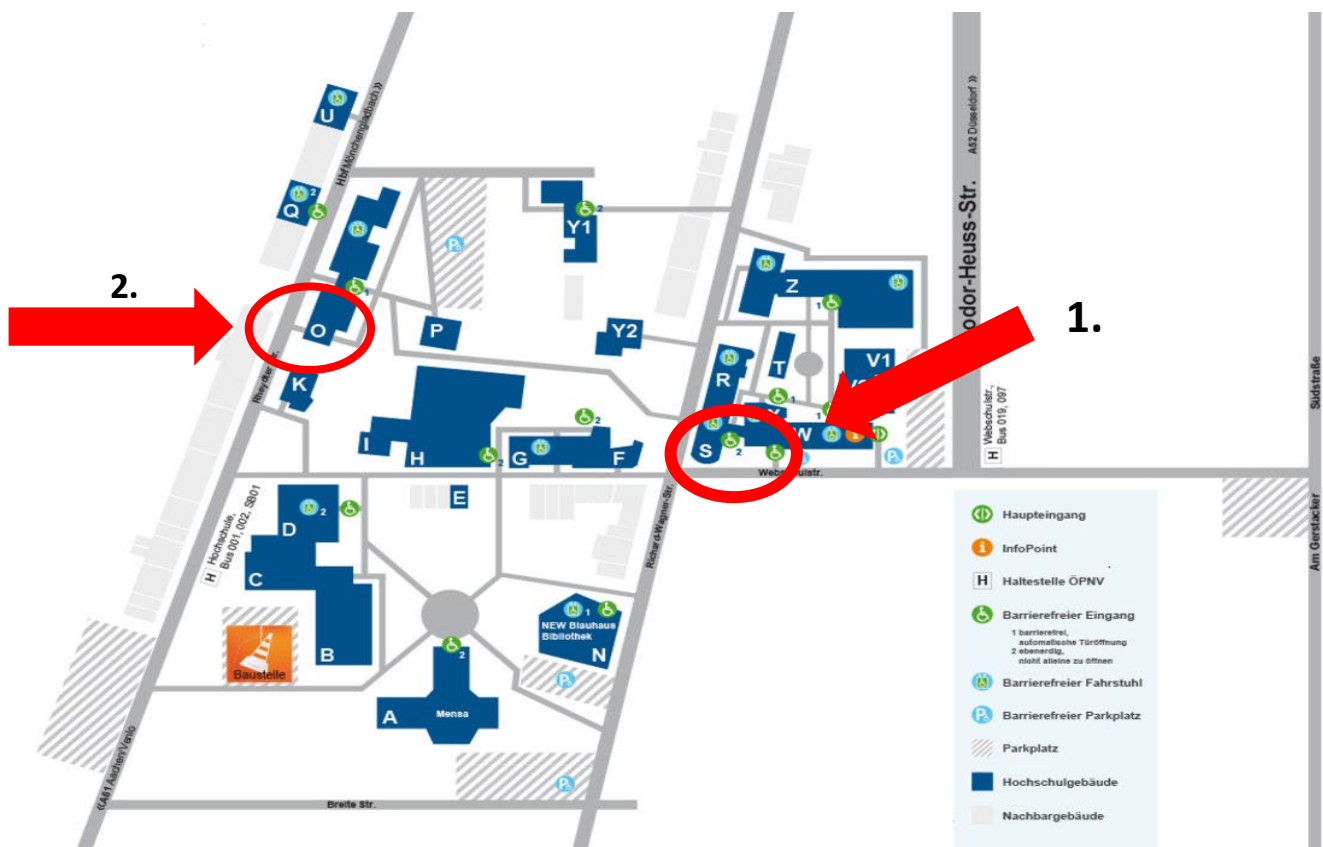 Hbf Mönchengladbach »
A52 Düsseldorf »
U
Q
2
2
Y1
P
Z
1
odor-Heuss-Str.
1.
2.
1
O
P
Y2
T
V1
R
K
Rheydter Str.
1
1
Südstraße
H Webschulstr.,
Bus 019, 097
I
H
2
2
G
F
S
2
W
i
P
P
Webschulstr.
E
D
2
H Hochschule,
Bus 001, 002, SB01
C
B
Baustelle
Richard-Wagner-Str.
1
NEW Blauhaus
Bibliothek
N
2
P
A
Mensa
P
«A61 Aachen/Venlo
Breite Str.
Am Gerstacker
Haupteingang
i InfoPoint
H Haltestelle ÖPNV
Barrierefreier Eingang
1 barrierefrei,
automatische Türöffnung
2 ebenerdig,
nicht alleine zu öffnen
Barrierefreier Fahrstuhl
P Barrierefreier Parkplatz
Parkplatz
Hochschulgebäude
Nachbargebäude